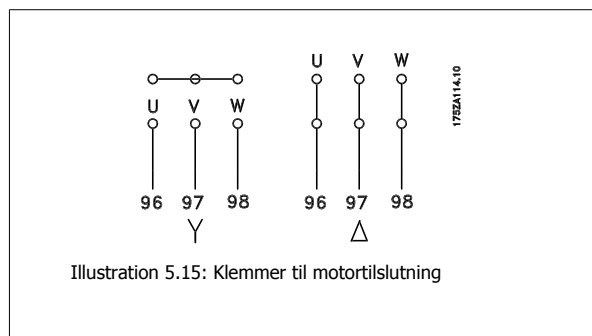 U V W
U V W
96 97 98
96 97 98
Y
Δ
175ZA114.10
Illustration 5.15: Klemmer til motortilslutning